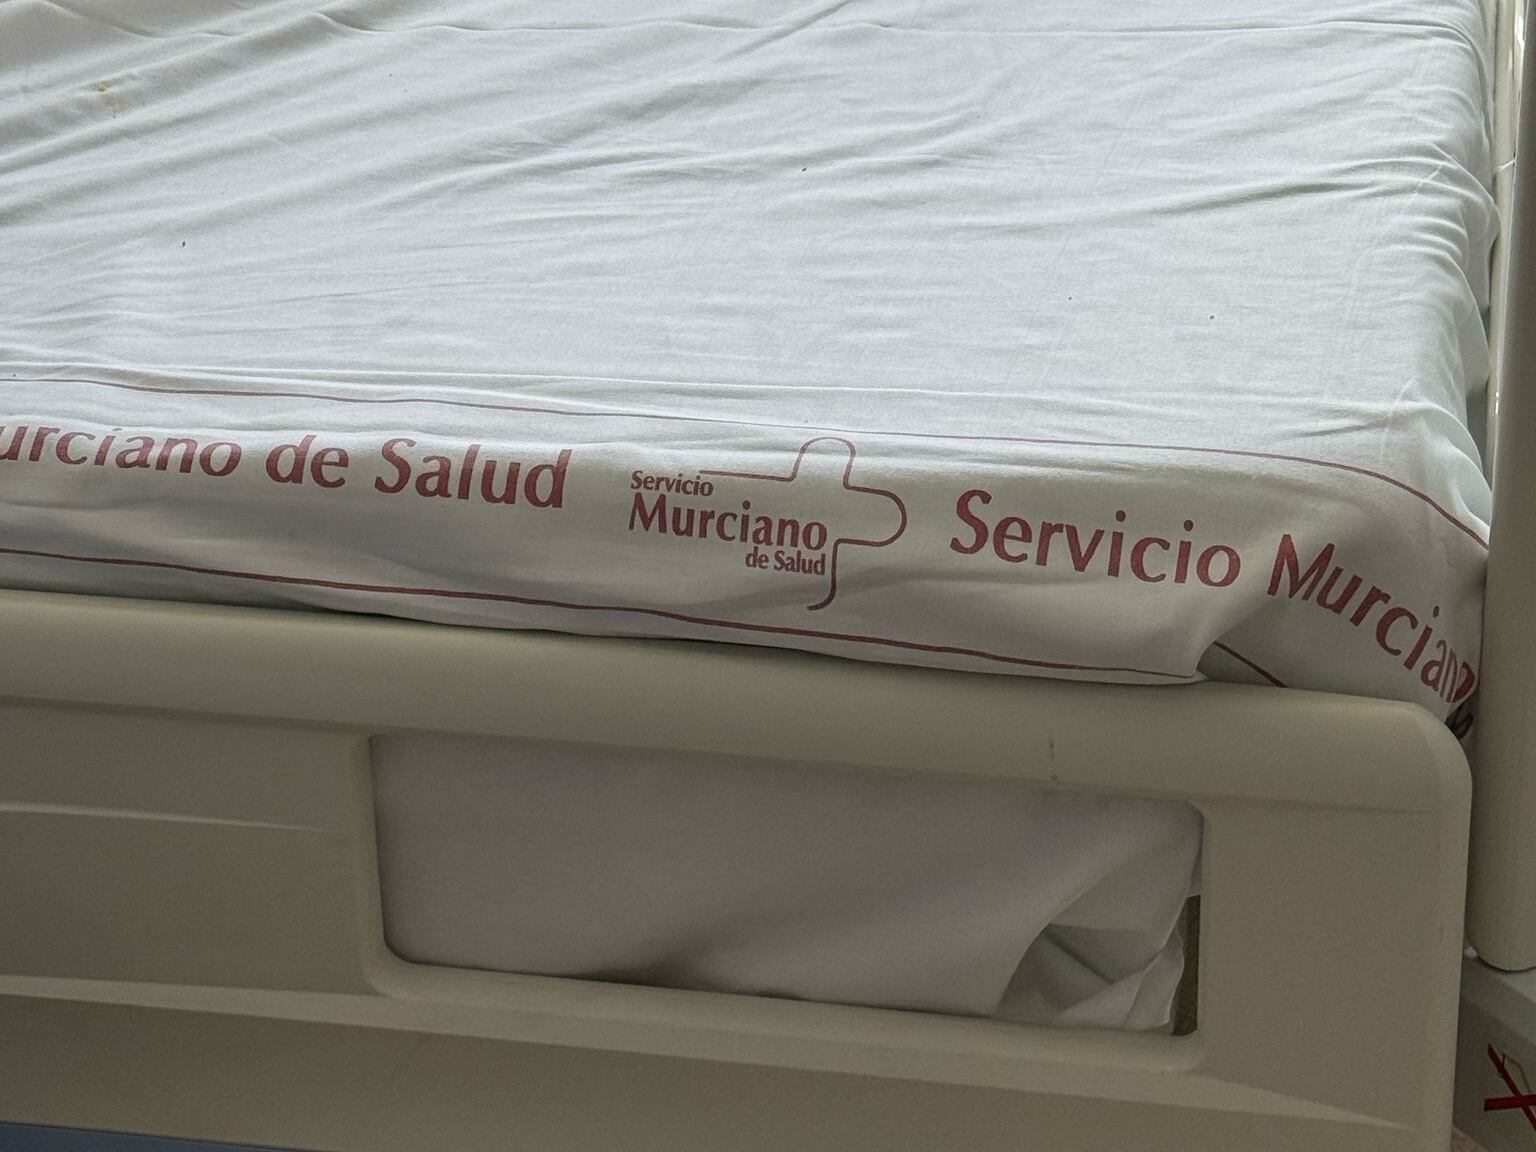 urciano de Salud
Servicio
Murciano
de Salud
Servicio Murciano